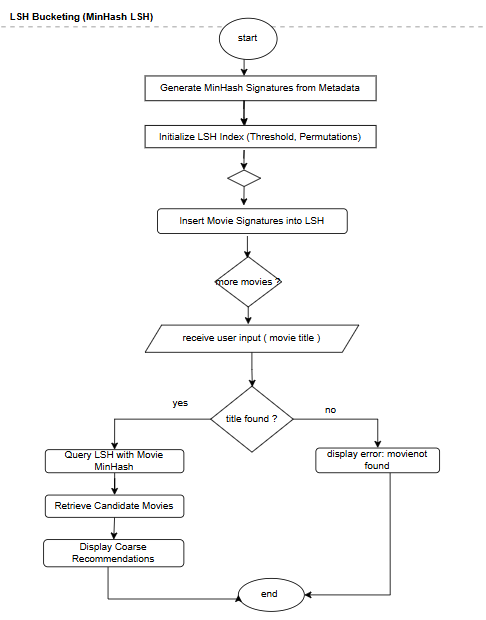 LSH Bucketing (MinHash LSH)
start
Generate MinHash Signatures from Metadata
Initialize LSH Index (Threshold, Permutations)
Insert Movie Signatures into LSH
more movies ?
receive user input ( movie title )
title found ?
yes
no
Query LSH with Movie
MinHash
display error: movienot
found
Retrieve Candidate Movies
Display Coarse
Recommendations
end